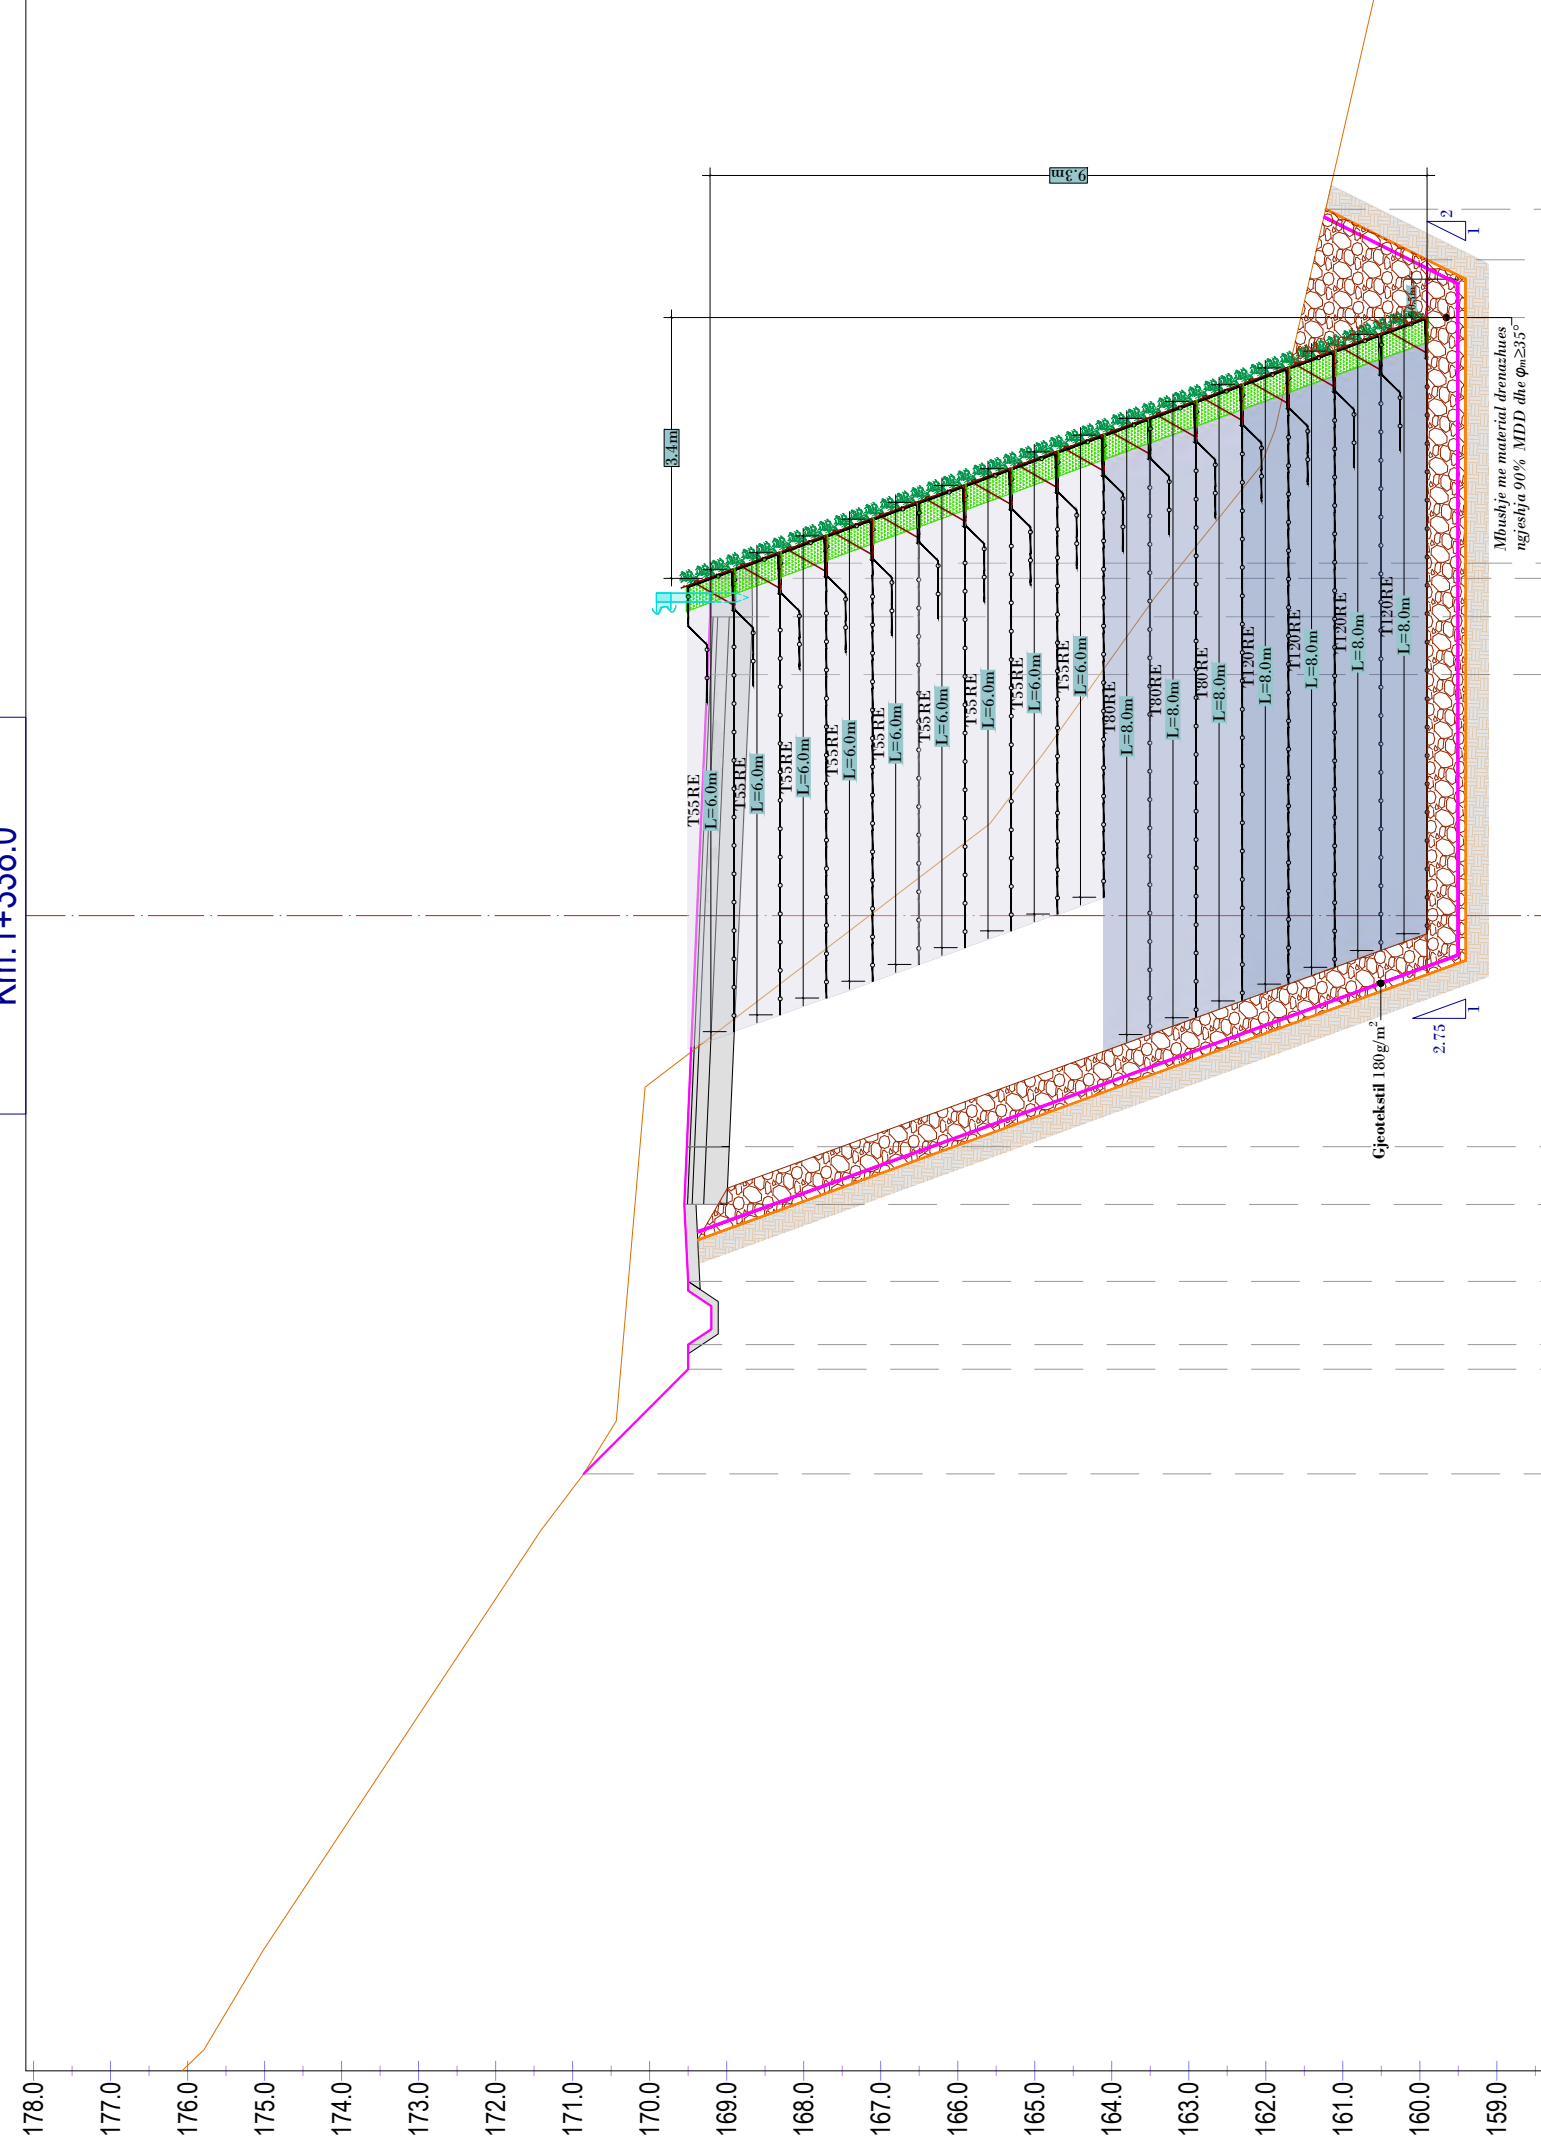 178.0
177.0
176.0
175.0
174.0
173.0
172.0
171.0
170.0
169.0
168.0
167.0
166.0
165.0
164.0
163.0
162.0
161.0
160.0
159.0
3.4m
9.3m
T55RE
L=6.0m
T55RE
L=6.0m
T55RE
L=6.0m
T55RE
L=6.0m
T55RE
L=6.0m
T55RE
L=6.0m
T55RE
L=6.0m
T55RE
L=6.0m
T55RE
L=6.0m
T80RE
L=8.0m
T80RE
L=8.0m
T80RE
L=8.0m
T120RE
L=8.0m
T120RE
L=8.0m
T120RE
L=8.0m
T120RE
L=8.0m
2.75
1
2
1
Gjeotekstil 180g/m²
Mbushje me material drenazhues
ngjeshja 90% MDD dhe φm≥35°